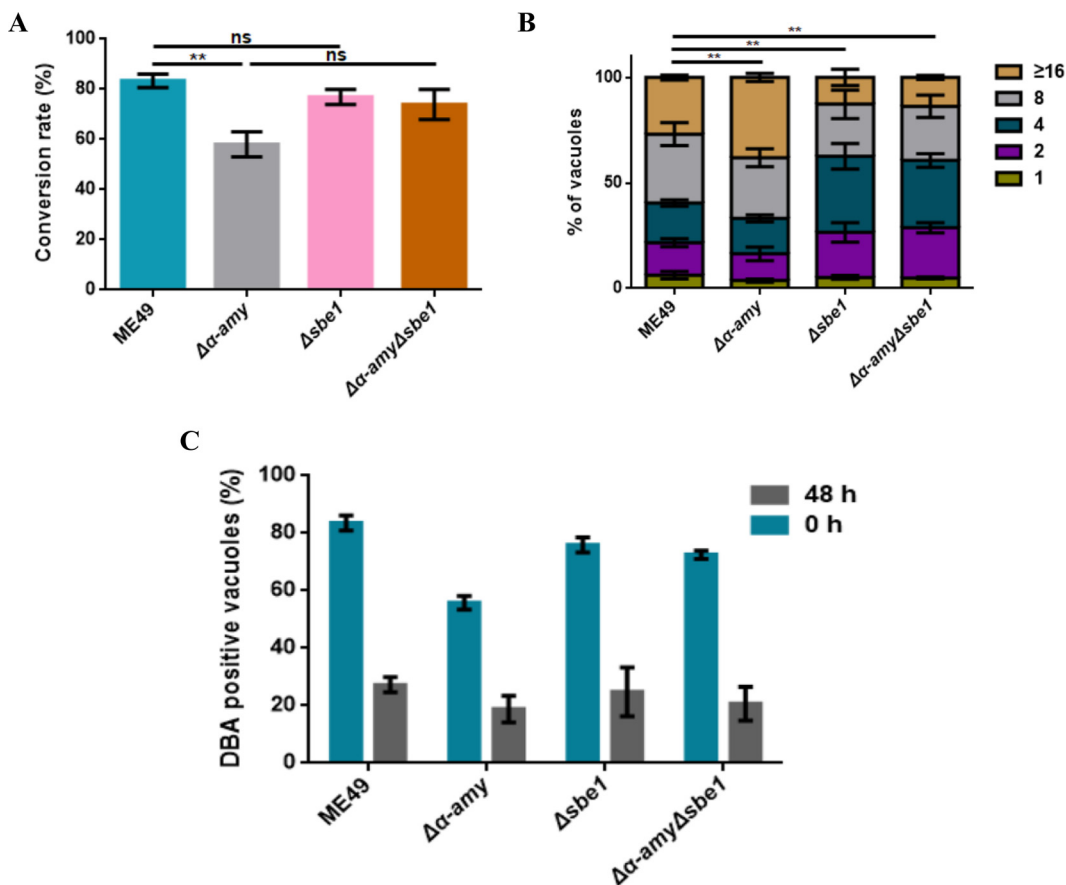 A
Conversion rate (%)
100
80
60
40
20
0
ns
**
ns
ME49
Δα-amy
Δsbe1
Δα-amyΔsbe1
B
% of vacuoles
100
50
0
**
**
**
ME49
Δα-amy
Δsbe1
Δα-amyΔsbe1
≥16
8
4
2
1
C
DBA positive vacuoles (%)
100
80
60
40
20
0
48 h
0 h
ME49
Δα-amy
Δsbe1
Δα-amyΔsbe1